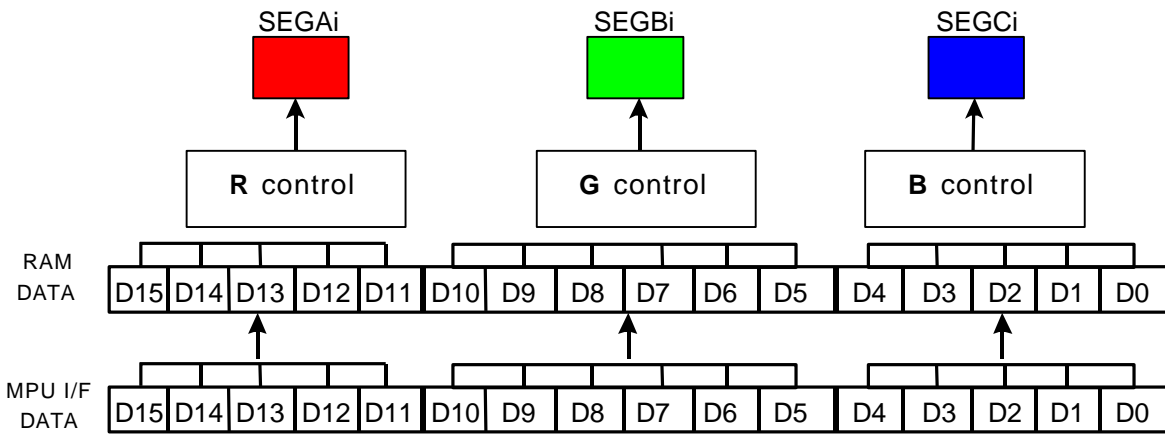 SEGAi SEGBi SEGCi
R control G control B control
RAM
DATA
D15 D14 D13 D12 D11 D10 D9 D8 D7 D6 D5 D4 D3 D2 D1 D0
MPU I/F
DATA
D15 D14 D13 D12 D11 D10 D9 D8 D7 D6 D5 D4 D3 D2 D1 D0